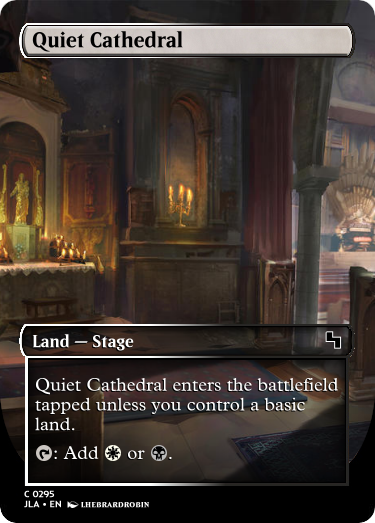 Quiet Cathedral
Land — Stage
Quiet Cathedral enters the battlefield
tapped unless you control a basic
land.
: Add or .
C 0295
JLA • EN LHEBRARDROBIN